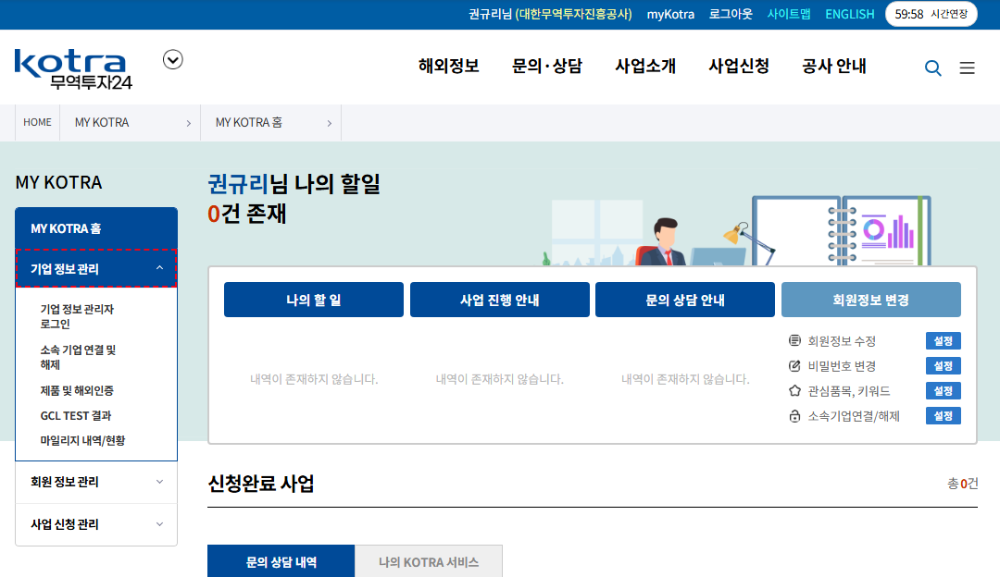 권규리님 (대한무역투자진흥공사) myKotra 로그아웃 사이트맵 ENGLISH 59:58 시간연장
kotra
무역투자24
해외정보 문의·상담 사업소개 사업신청 공사 안내
HOME MY KOTRA MY KOTRA 홈
MY KOTRA
MY KOTRA 홈
기업 정보 관리
기업 정보 관리자
로그인
소속 기업 연결 및
해제
제품 및 해외인증
GCL TEST 결과
마일리지 내역/현황
회원 정보 관리
사업 신청 관리
권규리님 나의 할일
0건 존재
나의 할 일
내역이 존재하지 않습니다.
사업 진행 안내
내역이 존재하지 않습니다.
문의 상담 안내
내역이 존재하지 않습니다.
회원정보 변경
회원정보 수정 설정
비밀번호 변경 설정
관심품목, 키워드 설정
소속기업연결/해제 설정
신청완료 사업
총 0건
문의 상담 내역 나의 KOTRA 서비스